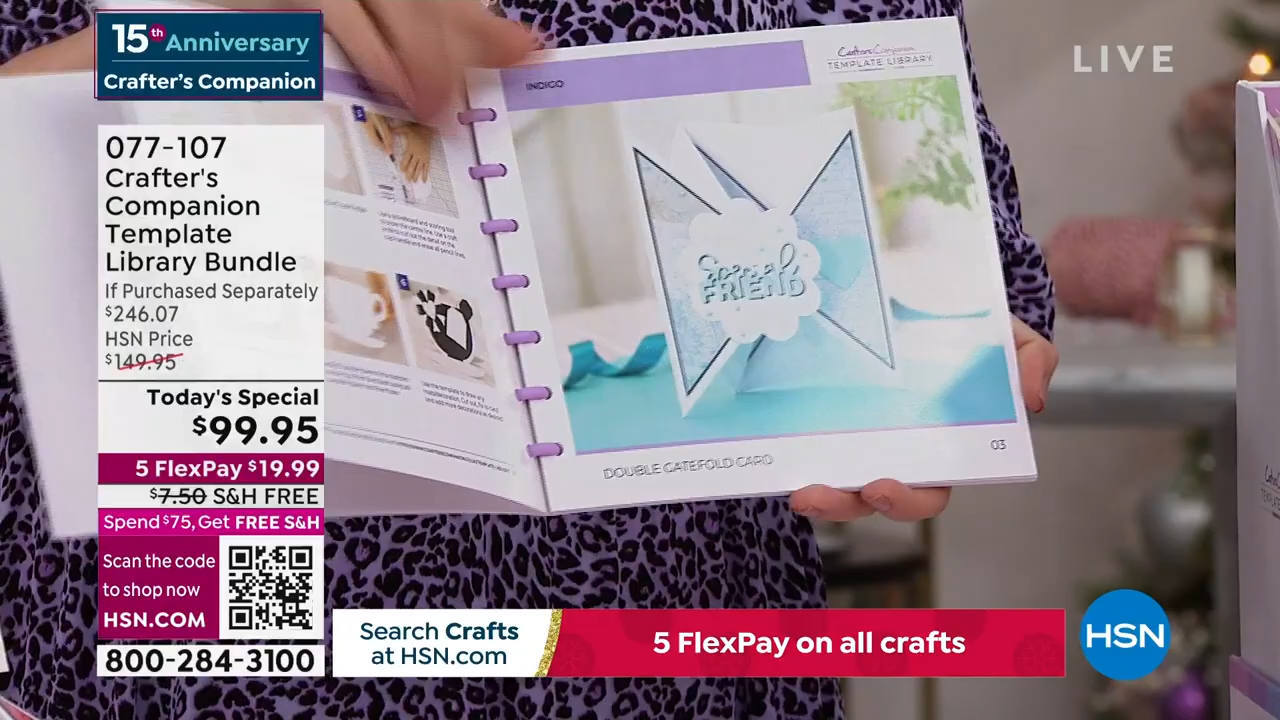 15th Anniversary
Crafter's Companion
077-107
Crafter's
Companion
Template
Library Bundle
If Purchased Separately
$246.07
HSN Price
$149.95
Today's Special
$99.95
5 FlexPay $19.99
$7.50 S&H FREE
Spend $75, Get FREE S&H
Scan the code
to shop now
HSN.COM
800-284-3100
LIVE
INDIGO
Crafter's Companion
TEMPLATE LIBRARY
Special
FRIEND
DOUBLE GATEFOLD CARD
03
Search Crafts
at HSN.com
5 FlexPay on all crafts
HSN